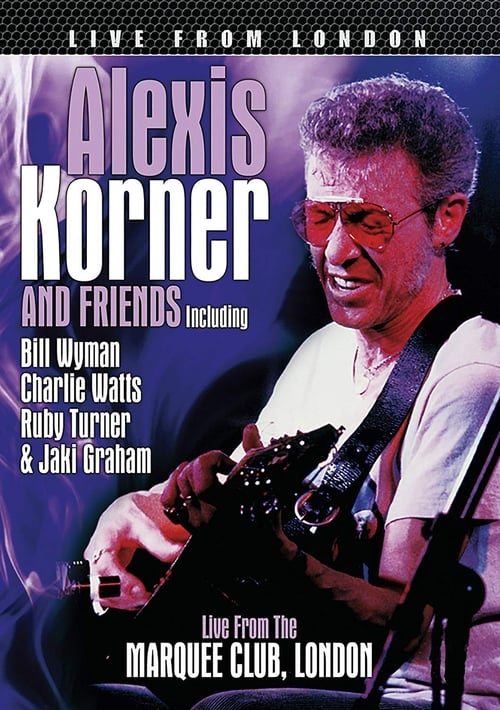 LIVE FROM LONDON
Alexis
Korner
AND FRIENDS Including
Bill Wyman
Charlie Watts
Ruby Turner
& Jaki Graham
Live From The
MARQUEE CLUB, LONDON